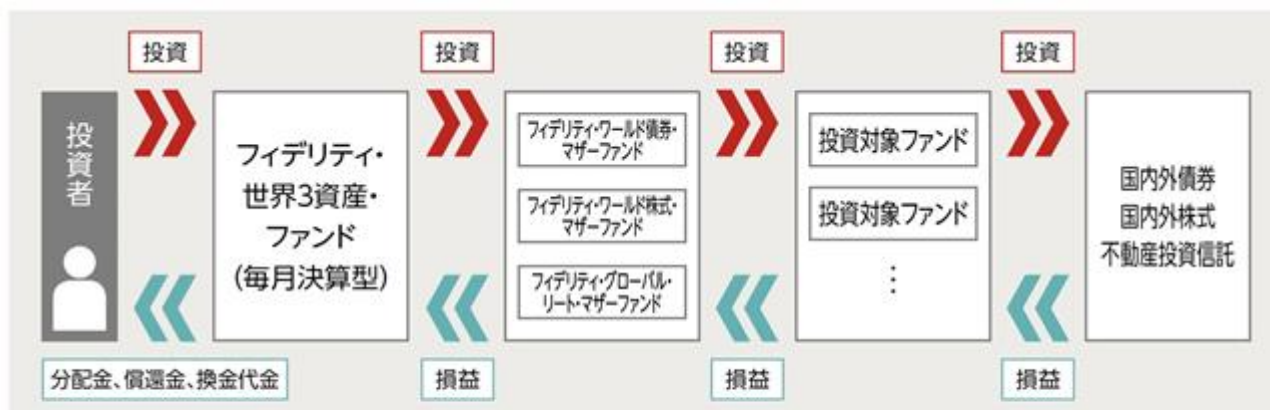 投資
投資
投資
投資
投資者
フィデリティ・
世界3資産・
ファンド
(毎月決算型)
フィデリティ・ワールド債券・
マザーファンド
フィデリティ・ワールド株式・
マザーファンド
フィデリティ・グローバル・
リート・マザーファンド
投資対象ファンド
投資対象ファンド
⋮
国内外債券
国内外株式
不動産投資信託
分配金、償還金、換金代金
損益
損益
損益